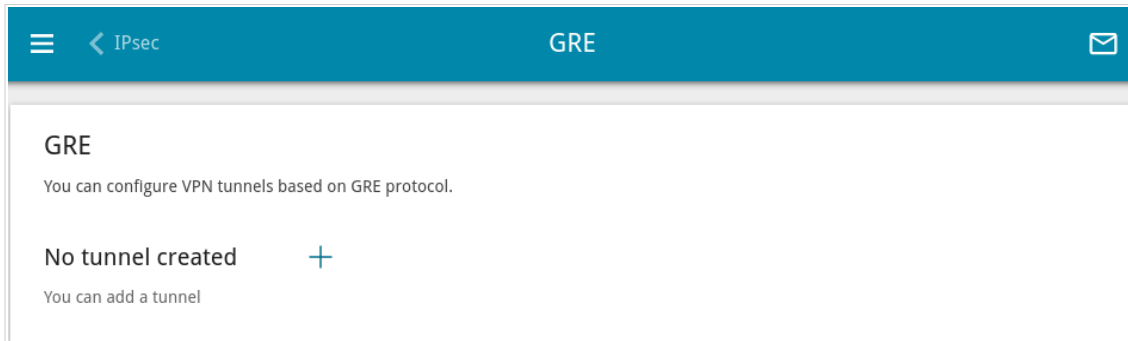 IPsec
GRE
GRE
You can configure VPN tunnels based on GRE protocol.
No tunnel created
You can add a tunnel